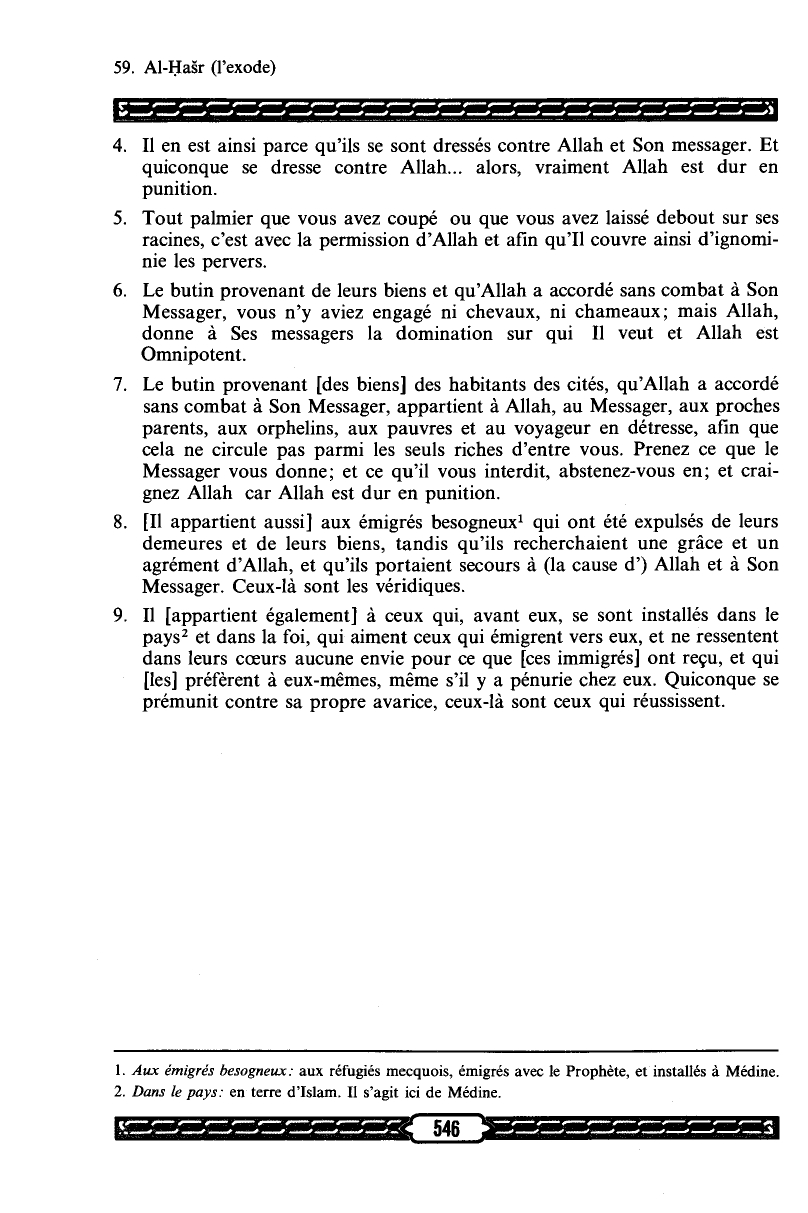 59. Al-Ḥašr (l'exode)
4. Il en est ainsi parce qu'ils se sont dressés contre Allah et Son messager. Et
quiconque se dresse contre Allah... alors, vraiment Allah est dur en
punition.
5. Tout palmier que vous avez coupé ou que vous avez laissé debout sur ses
racines, c'est avec la permission d'Allah et afin qu'Il couvre ainsi d'ignomi-
nie les pervers.
6. Le butin provenant de leurs biens et qu'Allah a accordé sans combat à Son
Messager, vous n'y aviez engagé ni chevaux, ni chameaux; mais Allah,
donne à Ses messagers la domination sur qui Il veut et Allah est
Omnipotent.
7. Le butin provenant [des biens] des habitants des cités, qu'Allah a accordé
sans combat à Son Messager, appartient à Allah, au Messager, aux proches
parents, aux orphelins, aux pauvres et au voyageur en détresse, afin que
cela ne circule pas parmi les seuls riches d'entre vous. Prenez ce que le
Messager vous donne; et ce qu'il vous interdit, abstenez-vous en; et crai-
gnez Allah car Allah est dur en punition.
8. [Il appartient aussi] aux émigrés besogneux¹ qui ont été expulsés de leurs
demeures et de leurs biens, tandis qu'ils recherchaient une grâce et un
agrément d'Allah, et qu'ils portaient secours à (la cause d') Allah et à Son
Messager. Ceux-là sont les véridiques.
9. Il [appartient également] à ceux qui, avant eux, se sont installés dans le
pays² et dans la foi, qui aiment ceux qui émigrent vers eux, et ne ressentent
dans leurs cœurs aucune envie pour ce que [ces immigrés] ont reçu, et qui
[les] préfèrent à eux-mêmes, même s'il y a pénurie chez eux. Quiconque se
prémunit contre sa propre avarice, ceux-là sont ceux qui réussissent.
1. Aux émigrés besogneux: aux réfugiés mecquois, émigrés avec le Prophète, et installés à Médine.
2. Dans le pays: en terre d'Islam. Il s'agit ici de Médine.
546